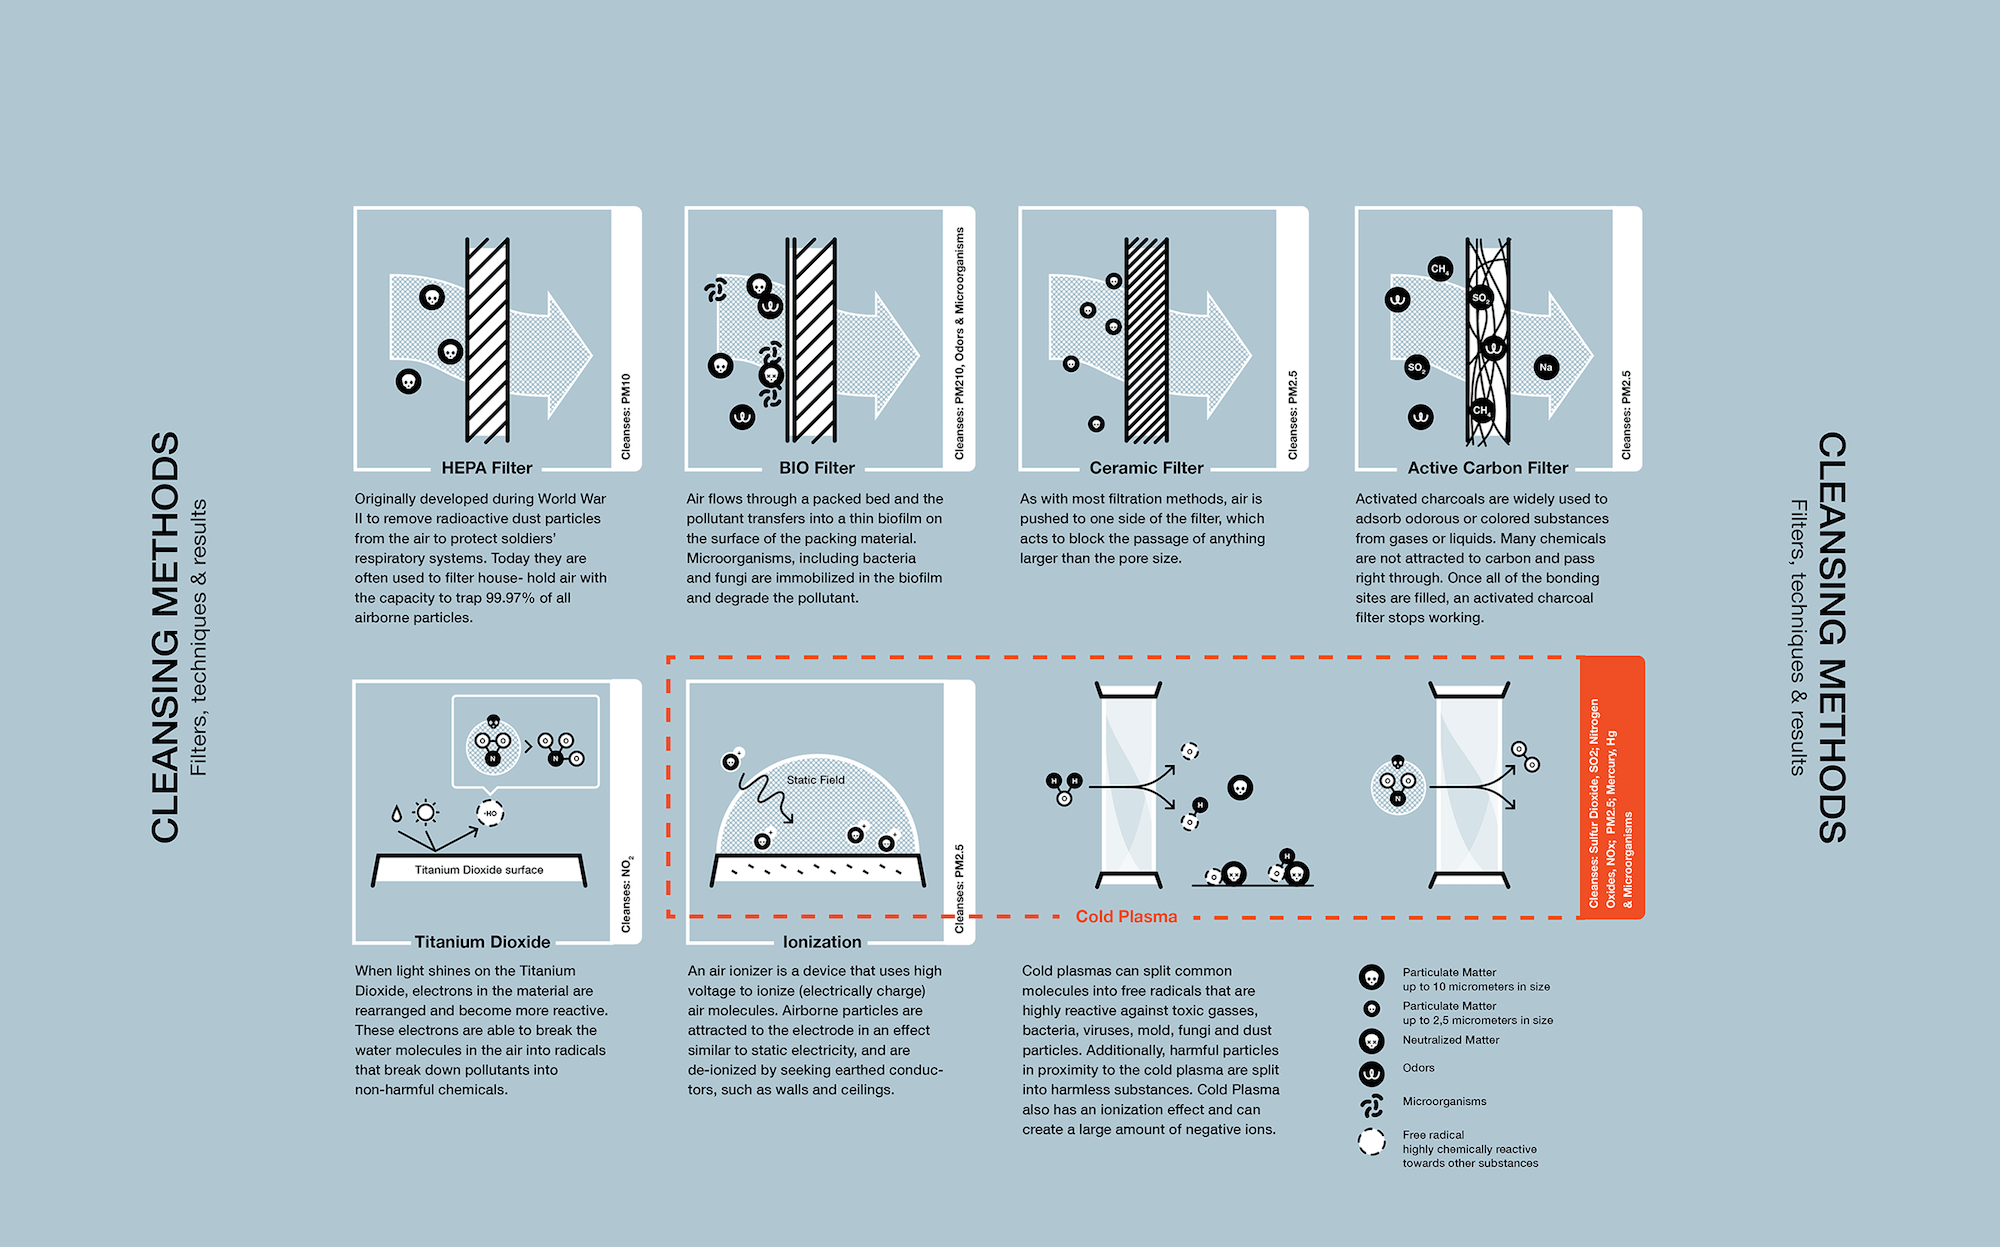 CLEANSING METHODS
Filters, techniques & results
Cleanses: PM10
HEPA Filter
Originally developed during World War
II to remove radioactive dust particles
from the air to protect soldiers’
respiratory systems. Today they are
often used to filter house- hold air with
the capacity to trap 99.97% of all
airborne particles.
Cleanses: PM210, Odors & Microorganisms
BIO Filter
Air flows through a packed bed and the
pollutant transfers into a thin biofilm on
the surface of the packing material.
Microorganisms, including bacteria
and fungi are immobilized in the biofilm
and degrade the pollutant.
Cleanses: PM2.5
Ceramic Filter
As with most filtration methods, air is
pushed to one side of the filter, which
acts to block the passage of anything
larger than the pore size.
CH4
SO2
SO2
Na
CH4
Cleanses: PM2.5
Active Carbon Filter
Activated charcoals are widely used to
adsorb odorous or colored substances
from gases or liquids. Many chemicals
are not attracted to carbon and pass
right through. Once all of the bonding
sites are filled, an activated charcoal
filter stops working.
O O
N
O O
N O
·HO
Titanium Dioxide surface
Cleanses: NO2
Titanium Dioxide
When light shines on the Titanium
Dioxide, electrons in the material are
rearranged and become more reactive.
These electrons are able to break the
water molecules in the air into radicals
that break down pollutants into
non-harmful chemicals.
+
Static Field
+
+
+
Cleanses: PM2.5
Ionization
An air ionizer is a device that uses high
voltage to ionize (electrically charge)
air molecules. Airborne particles are
attracted to the electrode in an effect
similar to static electricity, and are
de-ionized by seeking earthed conduc-
tors, such as walls and ceilings.
H H
O
O
H
O
O
H
O
O O
N
O
O
Cleanses: Sulfur Dioxide, SO2; Nitrogen
Oxides, NOx; PM2.5; Mercury, Hg
& Microorganisms
Cold Plasma
Cold plasmas can split common
molecules into free radicals that are
highly reactive against toxic gasses,
bacteria, viruses, mold, fungi and dust
particles. Additionally, harmful particles
in proximity to the cold plasma are split
into harmless substances. Cold Plasma
also has an ionization effect and can
create a large amount of negative ions.
Particulate Matter
up to 10 micrometers in size
Particulate Matter
up to 2,5 micrometers in size
Neutralized Matter
Odors
Microorganisms
Free radical
highly chemically reactive
towards other substances
CLEANSING METHODS
Filters, techniques & results